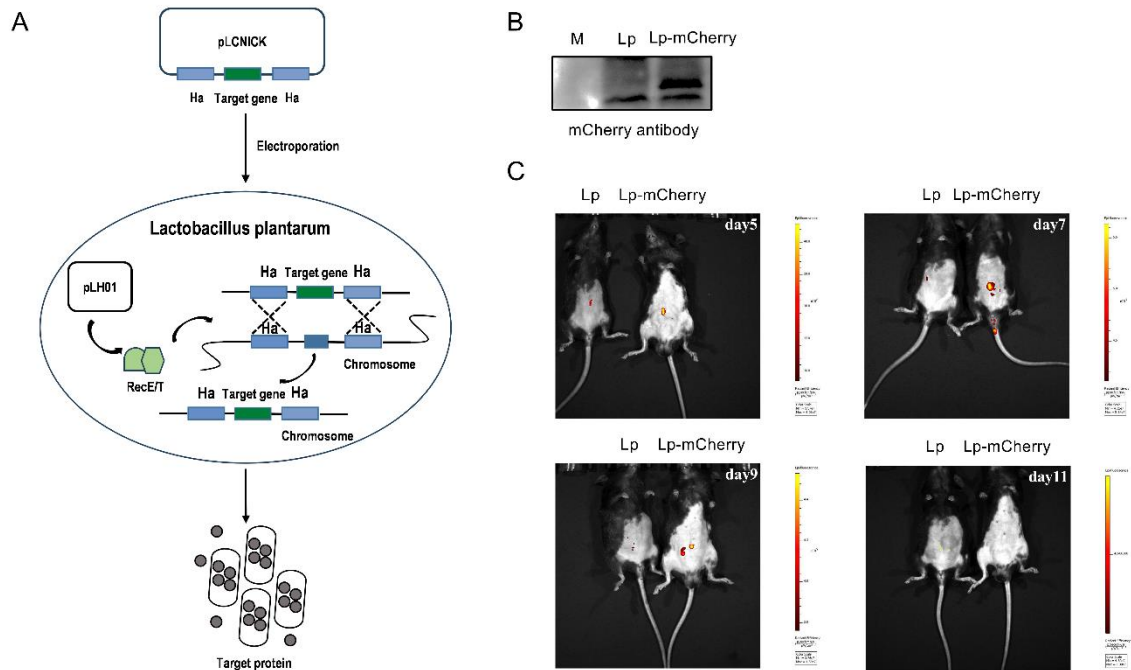 A
pLCNICK
Ha Target gene Ha
Electroporation
Lactobacillus plantarum
pLH01
Ha Target gene Ha
Ha Ha
Chromosome
RecE/T
Ha Target gene Ha
Chromosome
Target protein
B
M Lp Lp-mCherry
mCherry antibody
C
Lp Lp-mCherry
day5
Lp Lp-mCherry
day7
Lp Lp-mCherry
day9
Lp Lp-mCherry
day11